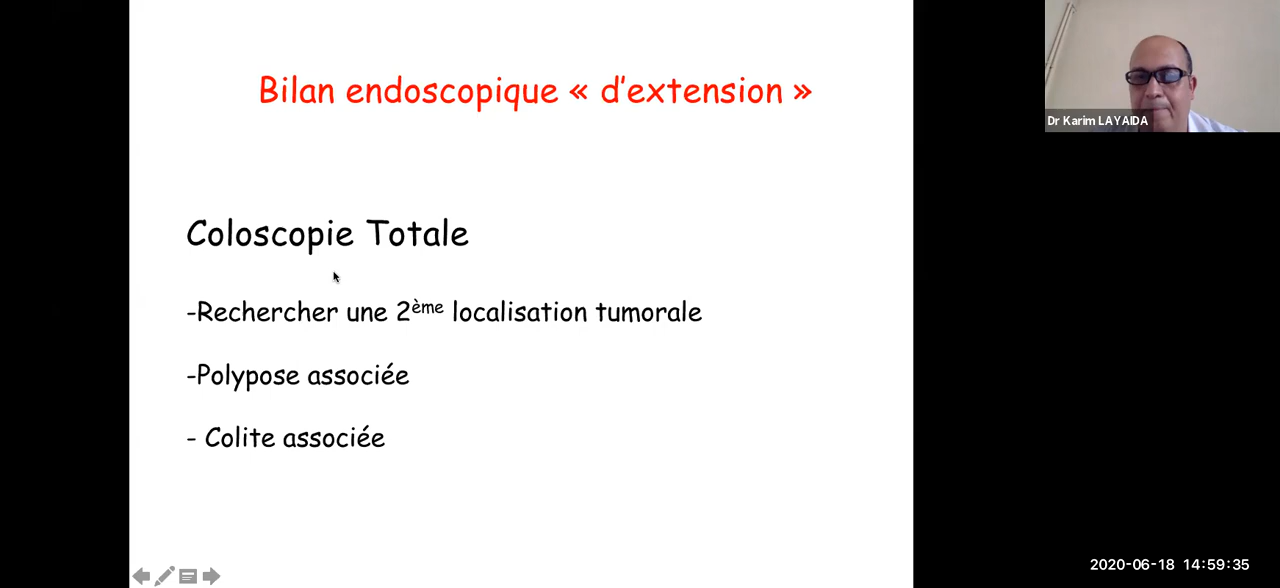 Bilan endoscopique « d’extension »
Dr Karim LAYAIDA
Coloscopie Totale
-Rechercher une 2ème localisation tumorale
-Polypose associée
- Colite associée
2020-06-18 14:59:35